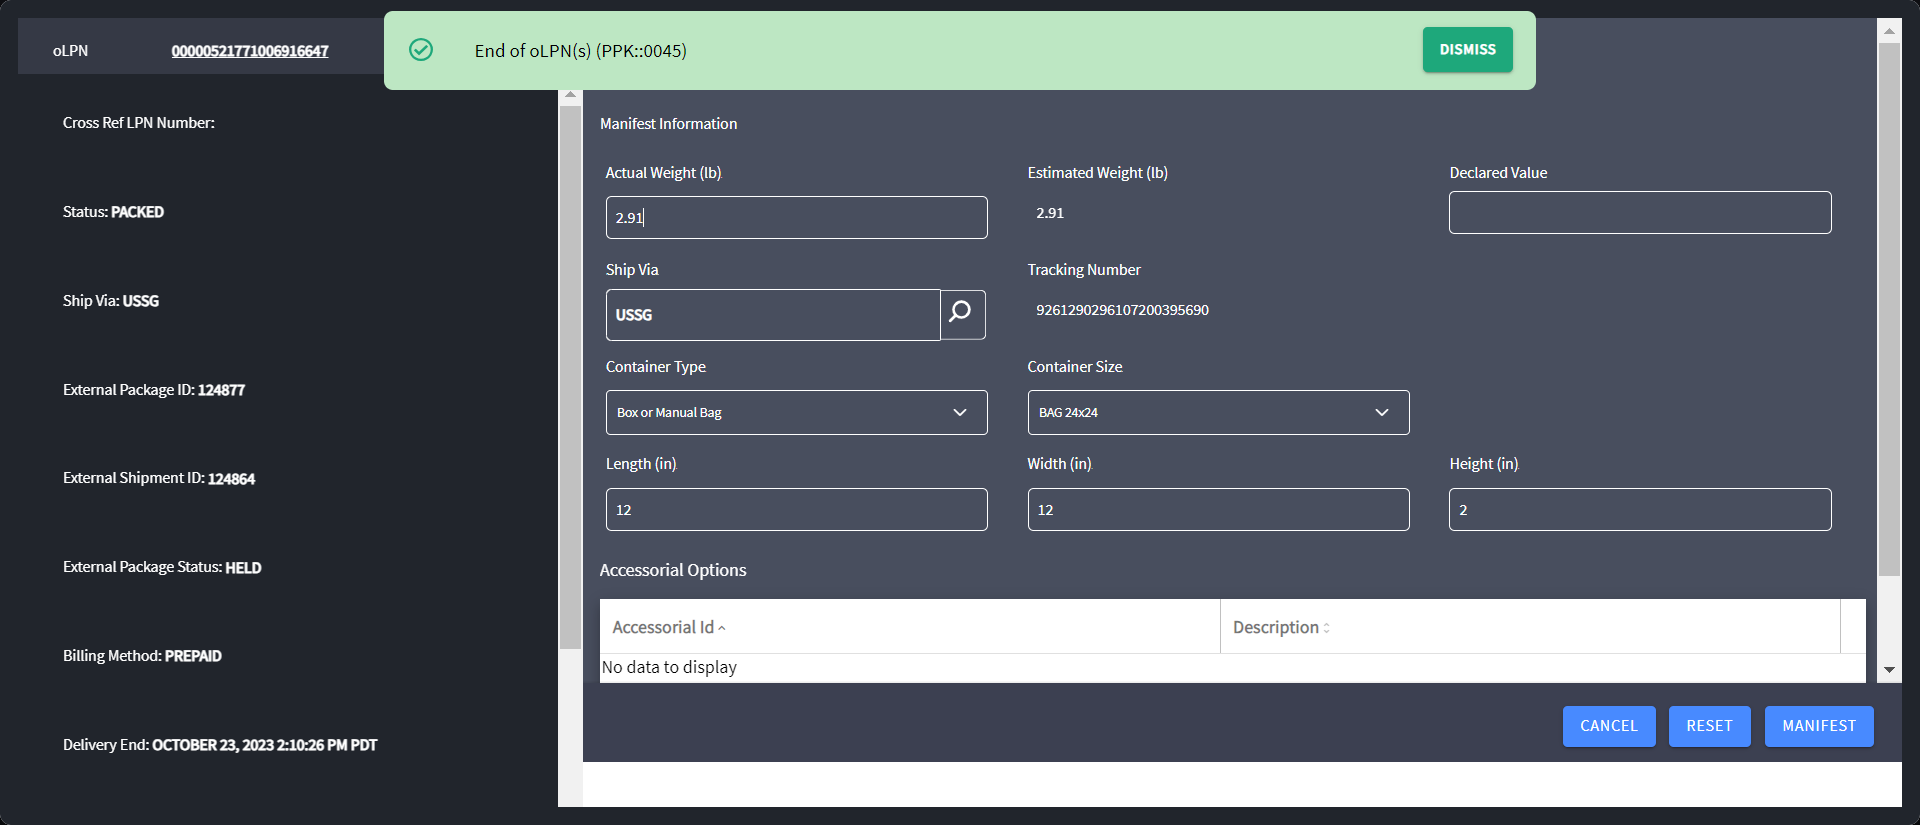 oLPN 00000521771006916647
End of oLPN(s) (PPK::0045)
DISMISS
Cross Ref LPN Number:
Status: PACKED
Ship Via: USSG
External Package ID: 124877
External Shipment ID: 124864
External Package Status: HELD
Billing Method: PREPAID
Delivery End: OCTOBER 23, 2023 2:10:26 PM PDT
Manifest Information
Actual Weight (lb) Estimated Weight (lb) Declared Value
2.91 2.91
Ship Via Tracking Number
USSG 9261290296107200395690
Container Type Container Size
Box or Manual Bag BAG 24x24
Length (in) Width (in) Height (in)
12 12 2
Accessorial Options
Accessorial Id Description
No data to display
CANCEL RESET MANIFEST